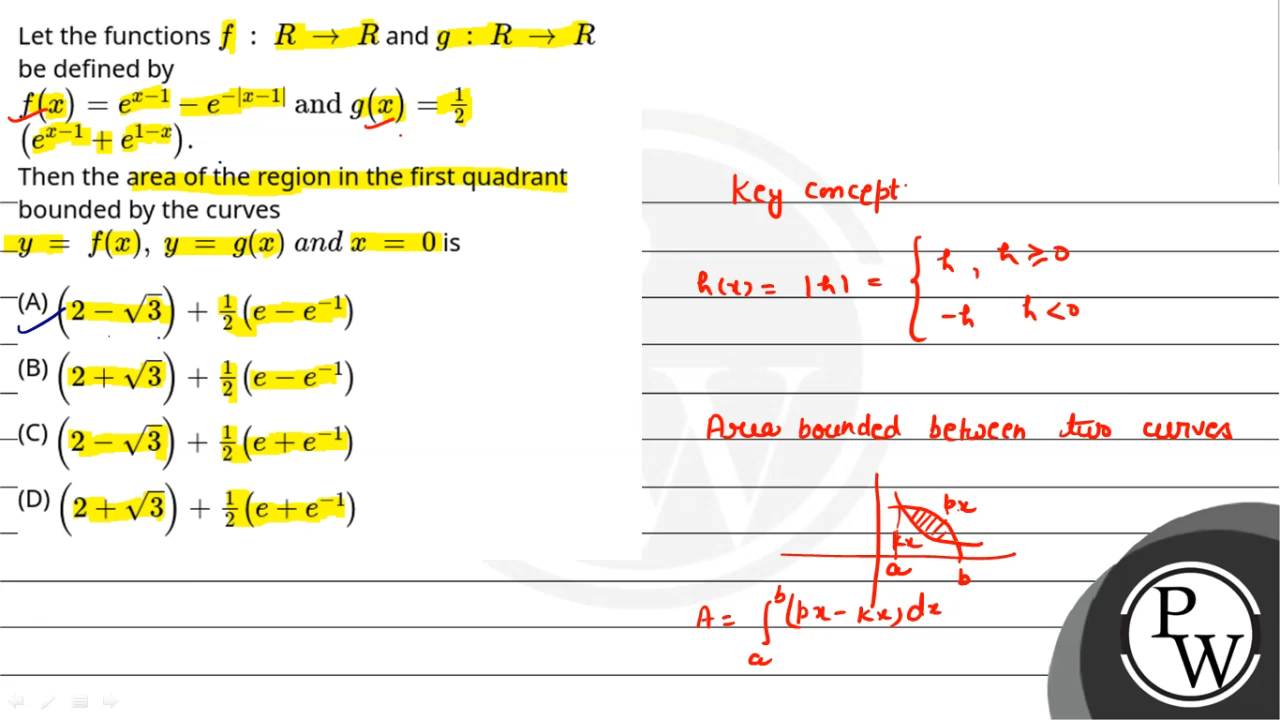 Let the functions f : R → R and g : R → R
be defined by
f(x) = e^{x−1} − e^{−|x−1|} and g(x) = 1/2
(e^{x−1} + e^{1−x}).
Then the area of the region in the first quadrant
bounded by the curves
y = f(x), y = g(x) and x = 0 is
(A) (2 − √3) + 1/2 (e − e^{−1})
(B) (2 + √3) + 1/2 (e − e^{−1})
(C) (2 − √3) + 1/2 (e + e^{−1})
(D) (2 + √3) + 1/2 (e + e^{−1})
Key concept
h(x) = |h| = { h, h ≥ 0
-h h < 0
Area bounded between two curves
px
kx
a b
A = ∫_a^b (px - kx) dx
P
W